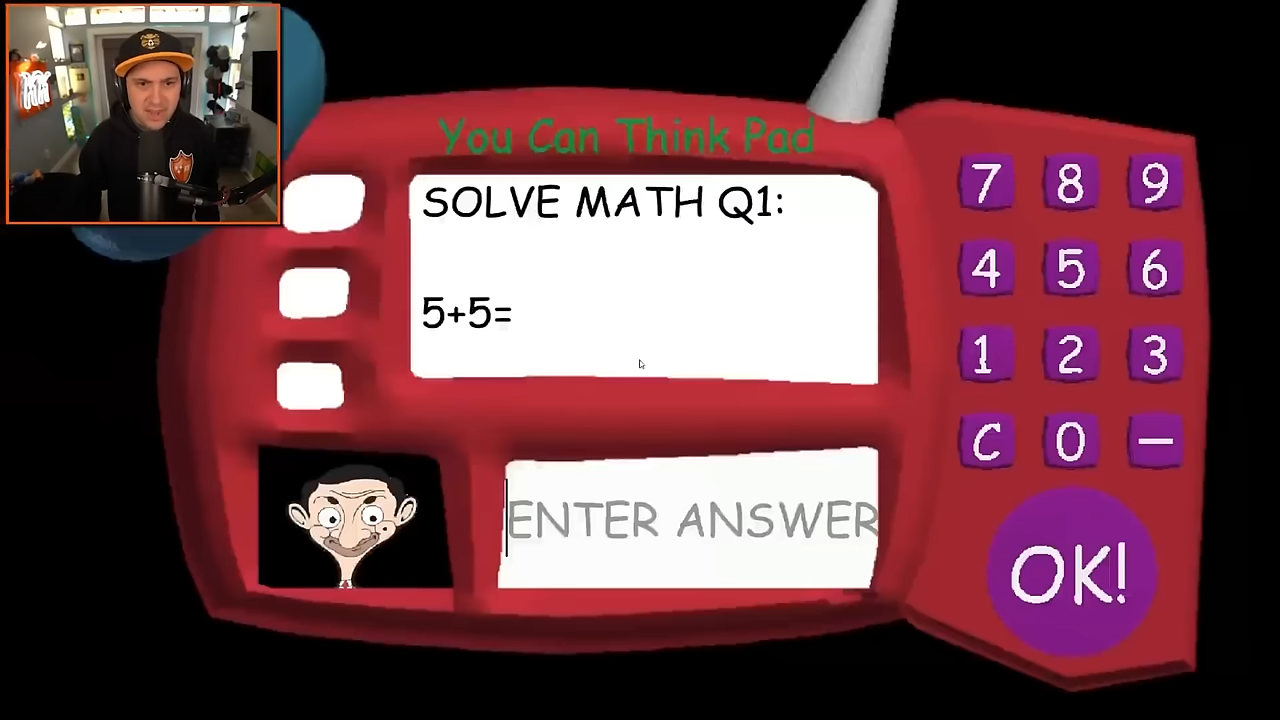 You Can Think Pad
SOLVE MATH Q1:
5+5=
ENTER ANSWER
7 8 9
4 5 6
1 2 3
C 0 —
OK!